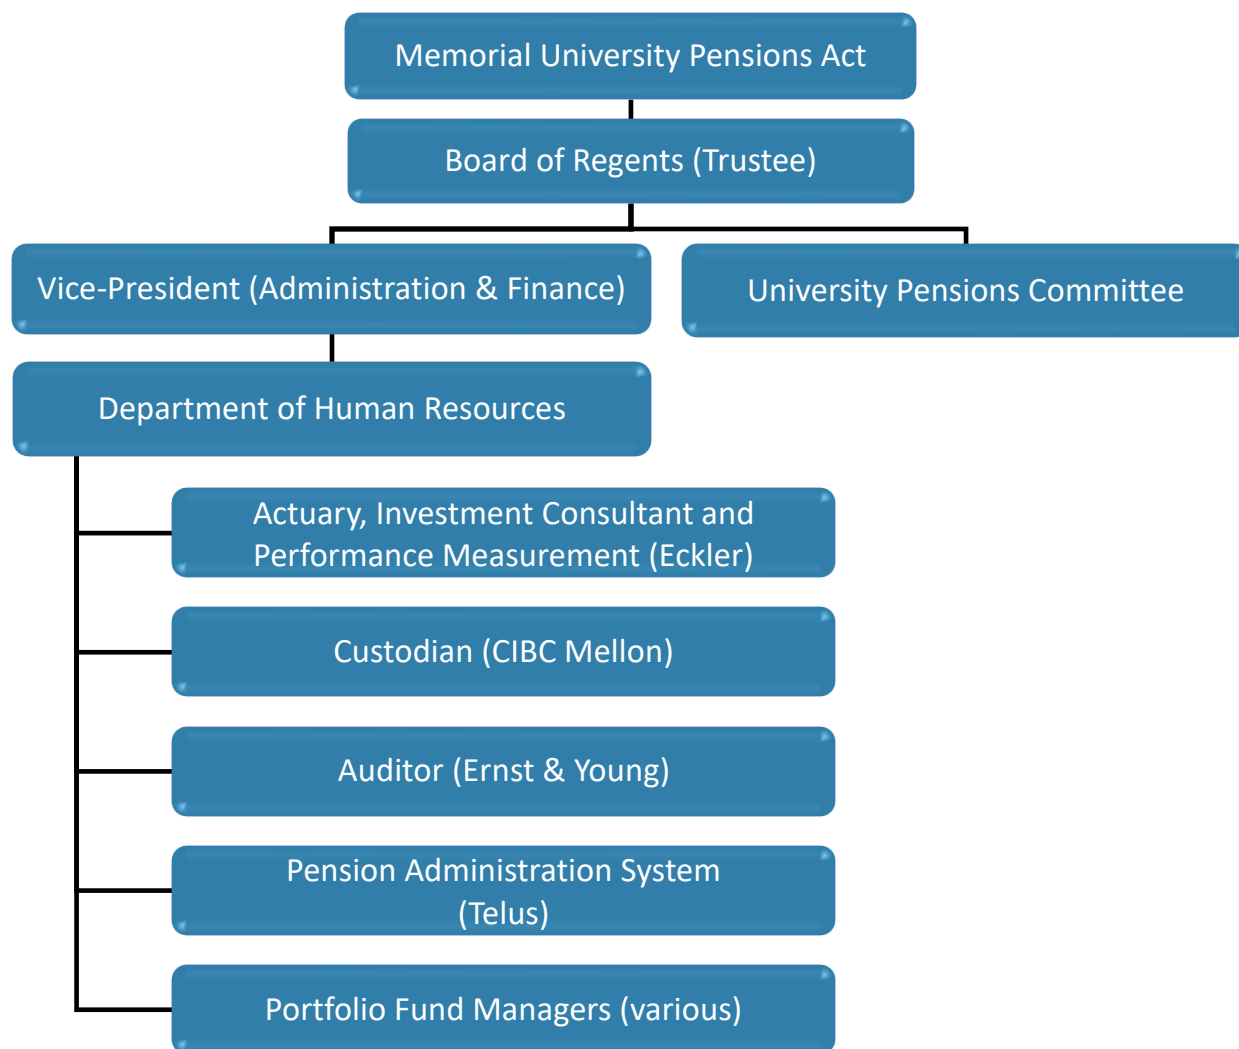 Memorial University Pensions Act
Board of Regents (Trustee)
Vice-President (Administration & Finance)
University Pensions Committee
Department of Human Resources
Actuary, Investment Consultant and
Performance Measurement (Eckler)
Custodian (CIBC Mellon)
Auditor (Ernst & Young)
Pension Administration System
(Telus)
Portfolio Fund Managers (various)